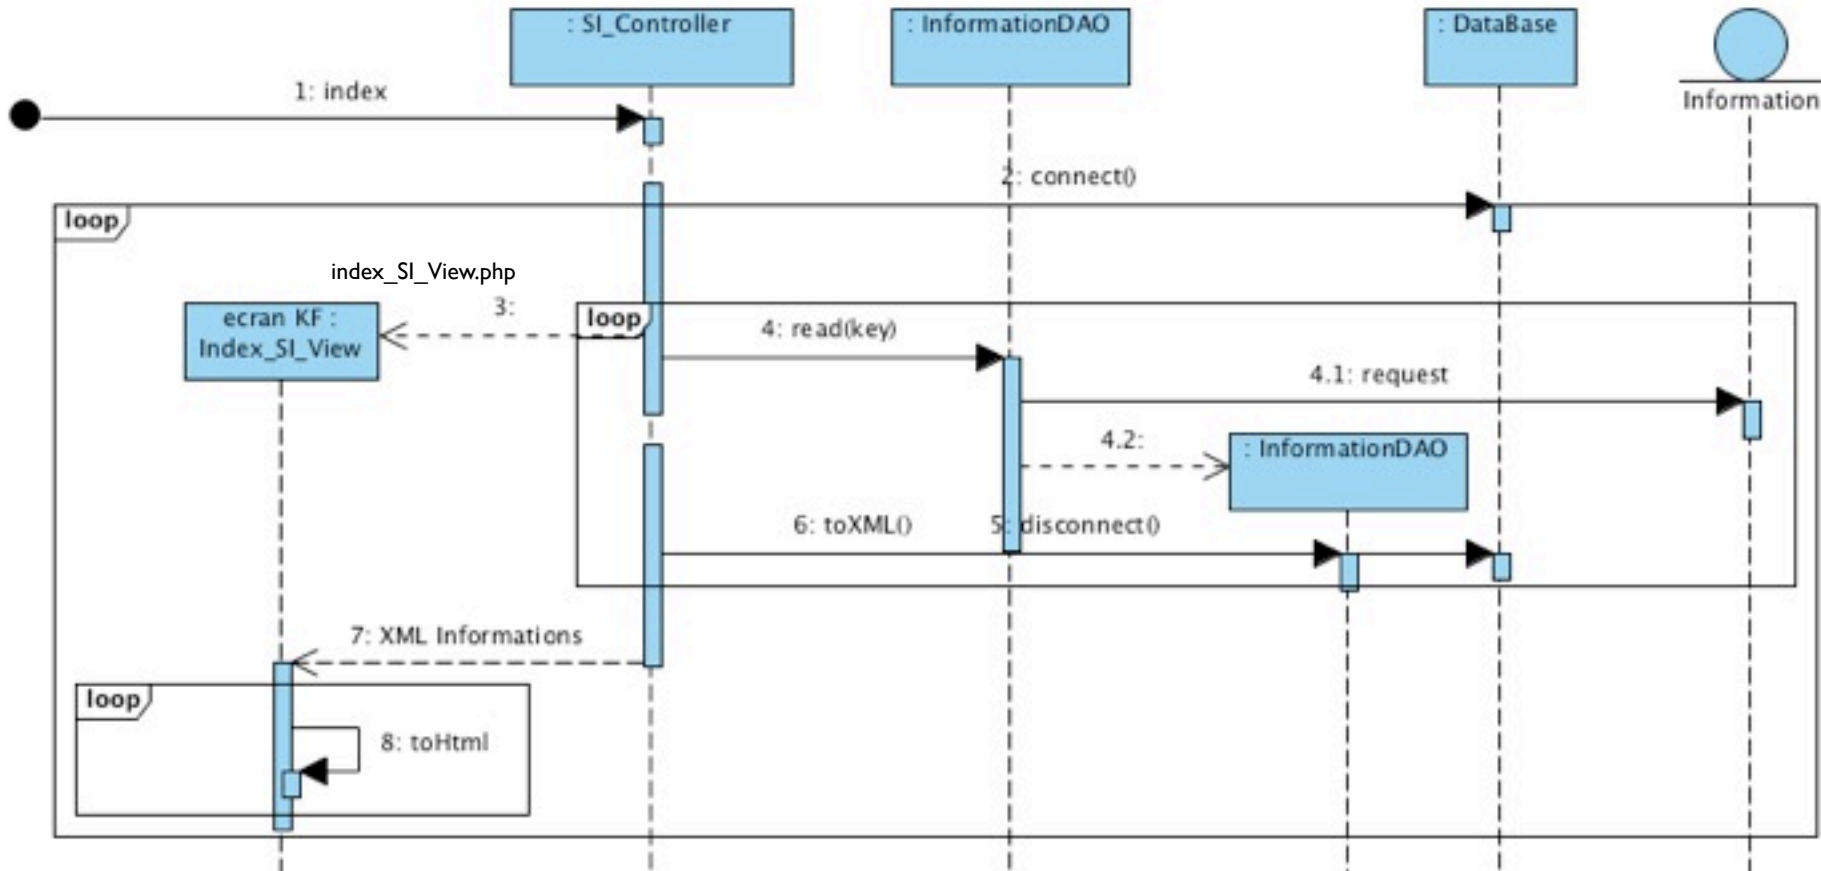 : SI_Controller
: InformationDAO
: DataBase
Information
1: index
2: connect()
loop
index_SI_View.php
3:
ecran KF :
Index_SI_View
loop
4: read(key)
4.1: request
4.2:
: InformationDAO
6: toXML()
5: disconnect()
7: XML Informations
loop
8: toHtml